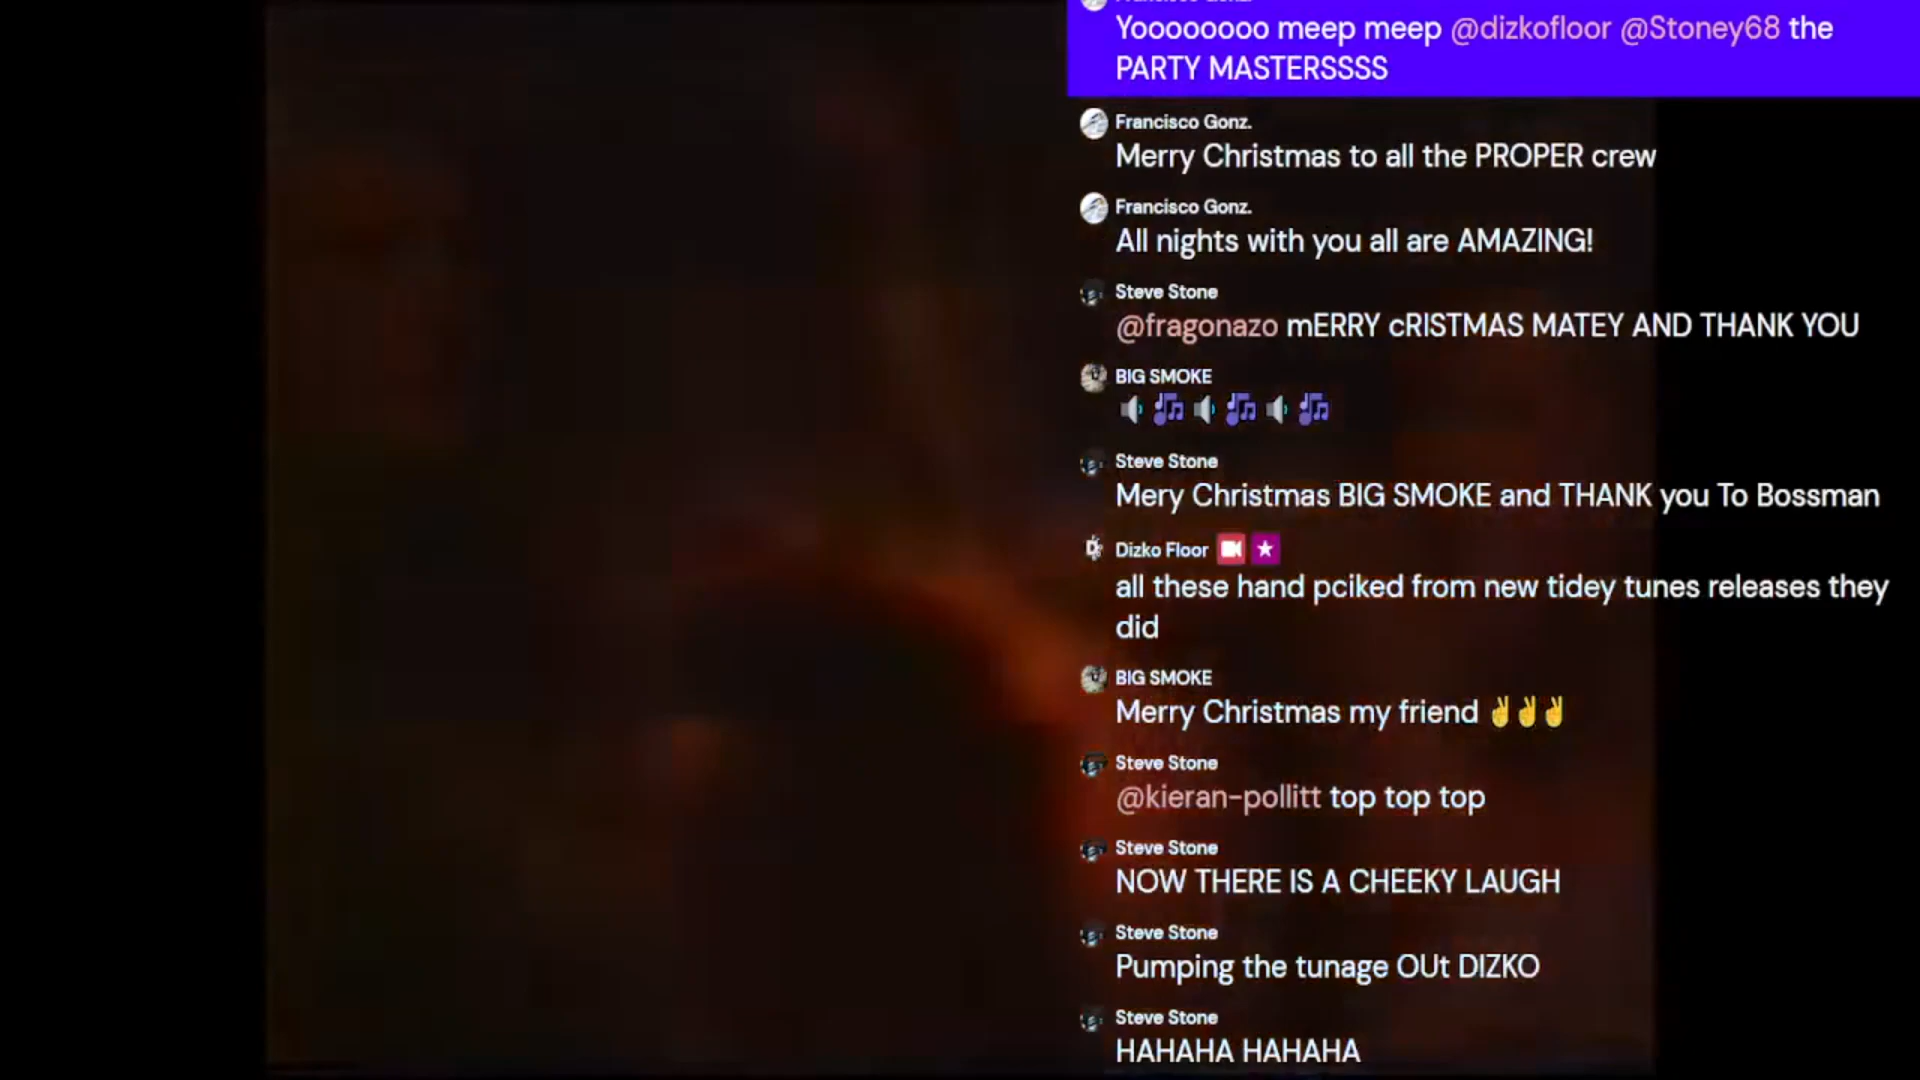 Francisco Gonz.
Yoooooooo meep meep @dizkofloor @Stoney68 the
PARTY MASTERSSSS
Francisco Gonz.
Merry Christmas to all the PROPER crew
Francisco Gonz.
All nights with you all are AMAZING!
Steve Stone
@fragonazo mERRY cRISTMAS MATEY AND THANK YOU
BIG SMOKE
🔈🎶🔈🎶🔈🎶
Steve Stone
Mery Christmas BIG SMOKE and THANK you To Bossman
Dizko Floor
all these hand pciked from new tidey tunes releases they
did
BIG SMOKE
Merry Christmas my friend ✌️✌️✌️
Steve Stone
@kieran-pollitt top top top
Steve Stone
NOW THERE IS A CHEEKY LAUGH
Steve Stone
Pumping the tunage OUt DIZKO
Steve Stone
HAHAHA HAHAHA